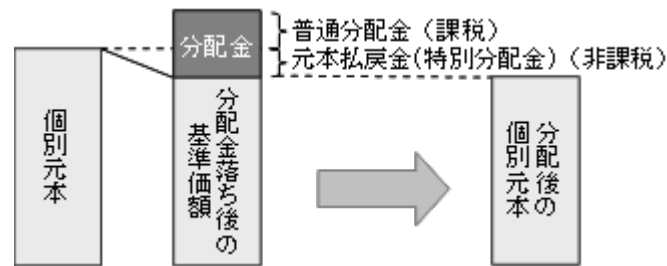 分配金
普通分配金（課税）
元本払戻金(特別分配金)（非課税）
個別元本
分配金落ち後の
基準価額
分配後の
個別元本